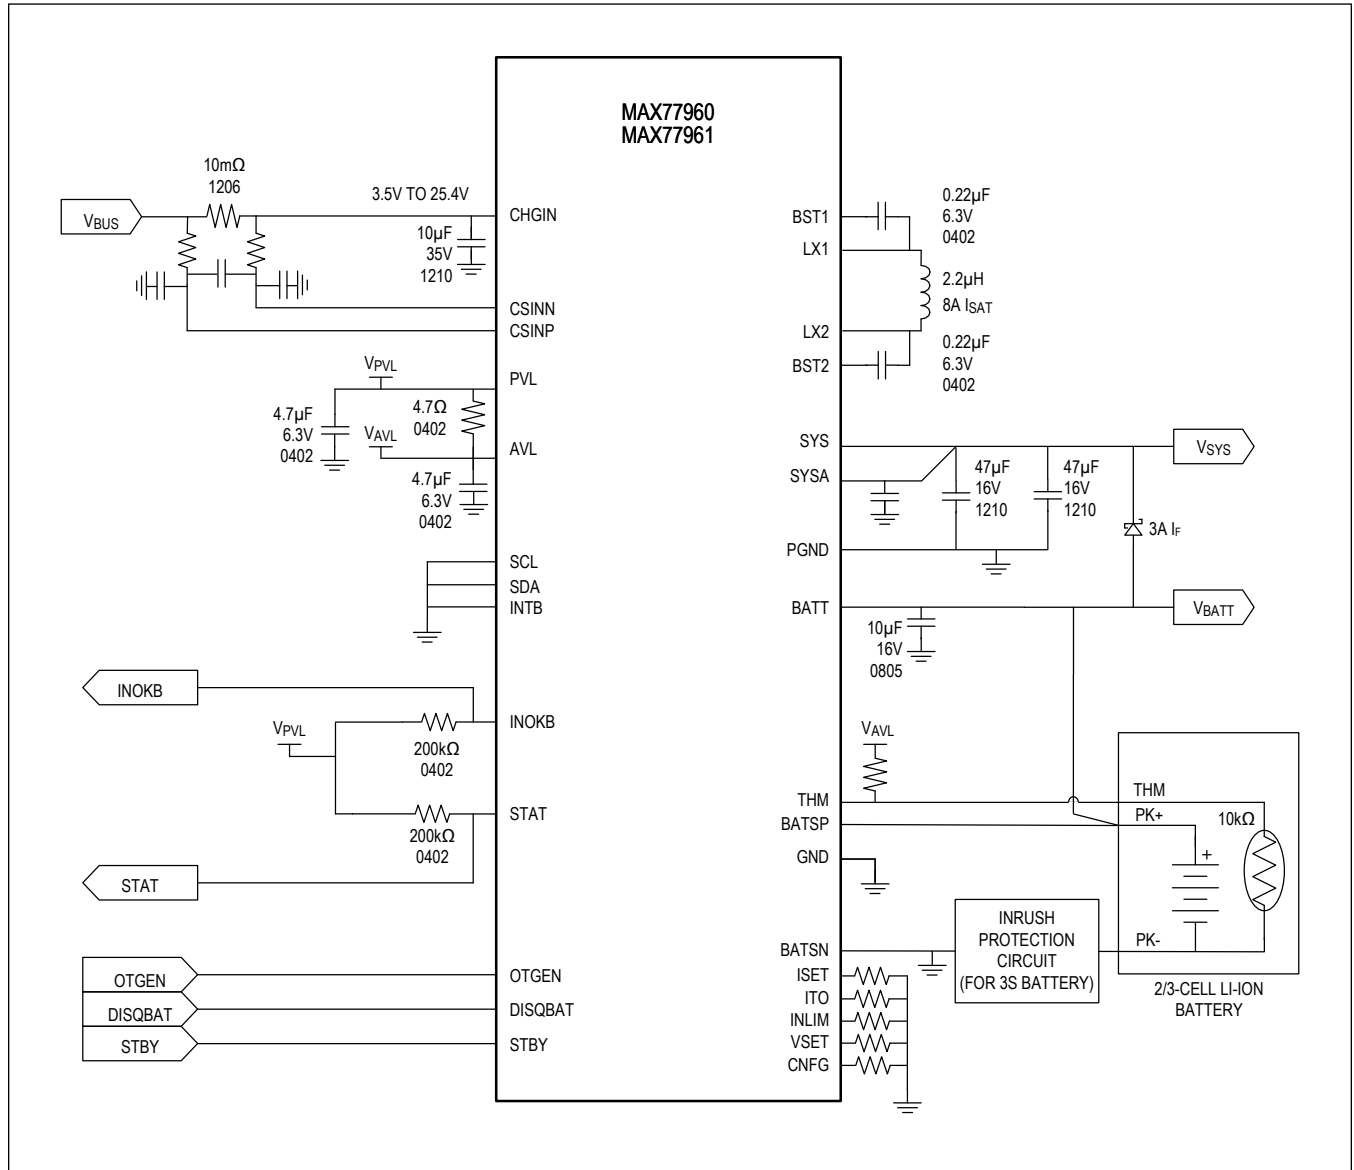 MAX77960
MAX77961
10mΩ
1206
3.5V TO 25.4V
VBUS
CHGIN
10µF
35V
1210
CSINN
CSINP
VPVL
PVL
4.7µF
6.3V
0402
4.7Ω
0402
VAVL
AVL
4.7µF
6.3V
0402
SCL
SDA
INTB
INOKB
INOKB
VPVL
200kΩ
0402
STAT
200kΩ
0402
STAT
OTGEN
OTGEN
DISQBAT
DISQBAT
STBY
STBY
BST1
0.22µF
6.3V
0402
LX1
2.2µH
8A ISAT
LX2
0.22µF
6.3V
0402
BST2
SYS
VSYS
SYSA
47µF
16V
1210
47µF
16V
1210
3A IF
PGND
BATT
VBATT
10µF
16V
0805
VAVL
THM
THM
BATSP
PK+
10kΩ
+
GND
BATSN
INRUSH
PROTECTION
CIRCUIT
(FOR 3S BATTERY)
PK-
2/3-CELL LI-ION
BATTERY
ISET
ITO
INLIM
VSET
CNFG